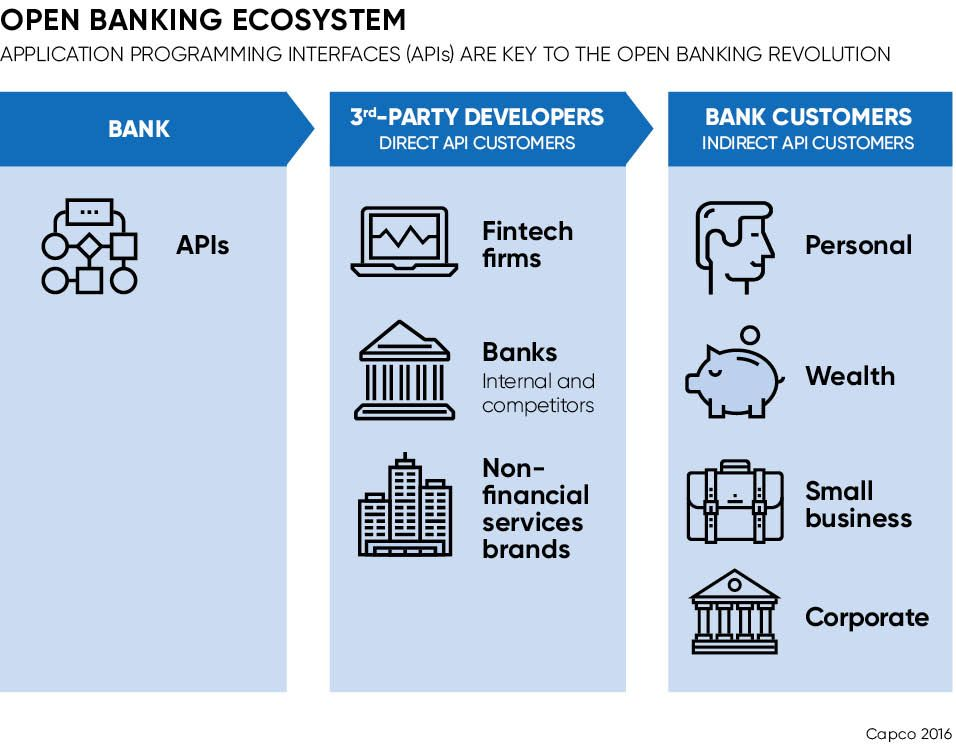 OPEN BANKING ECOSYSTEM
APPLICATION PROGRAMMING INTERFACES (APIs) ARE KEY TO THE OPEN BANKING REVOLUTION
BANK
APIs
3rd-PARTY DEVELOPERS
DIRECT API CUSTOMERS
Fintech
firms
Banks
Internal and
competitors
Non-
financial
services
brands
BANK CUSTOMERS
INDIRECT API CUSTOMERS
Personal
Wealth
Small
business
Corporate
Capco 2016